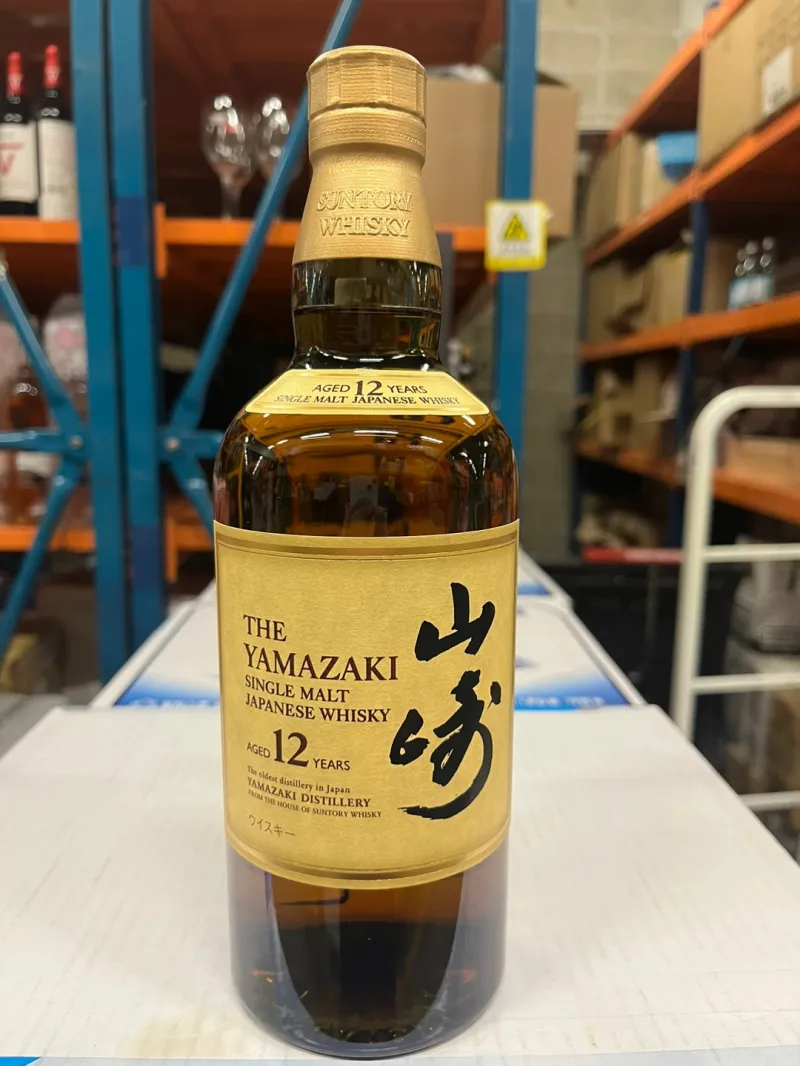 SUNTORY
WHISKY
AGED 12 YEARS
SINGLE MALT JAPANESE WHISKY
THE
YAMAZAKI
SINGLE MALT
JAPANESE WHISKY
AGED 12 YEARS
The oldest distillery in Japan
YAMAZAKI DISTILLERY
FROM THE HOUSE OF SUNTORY WHISKY
ウイスキー
山崎